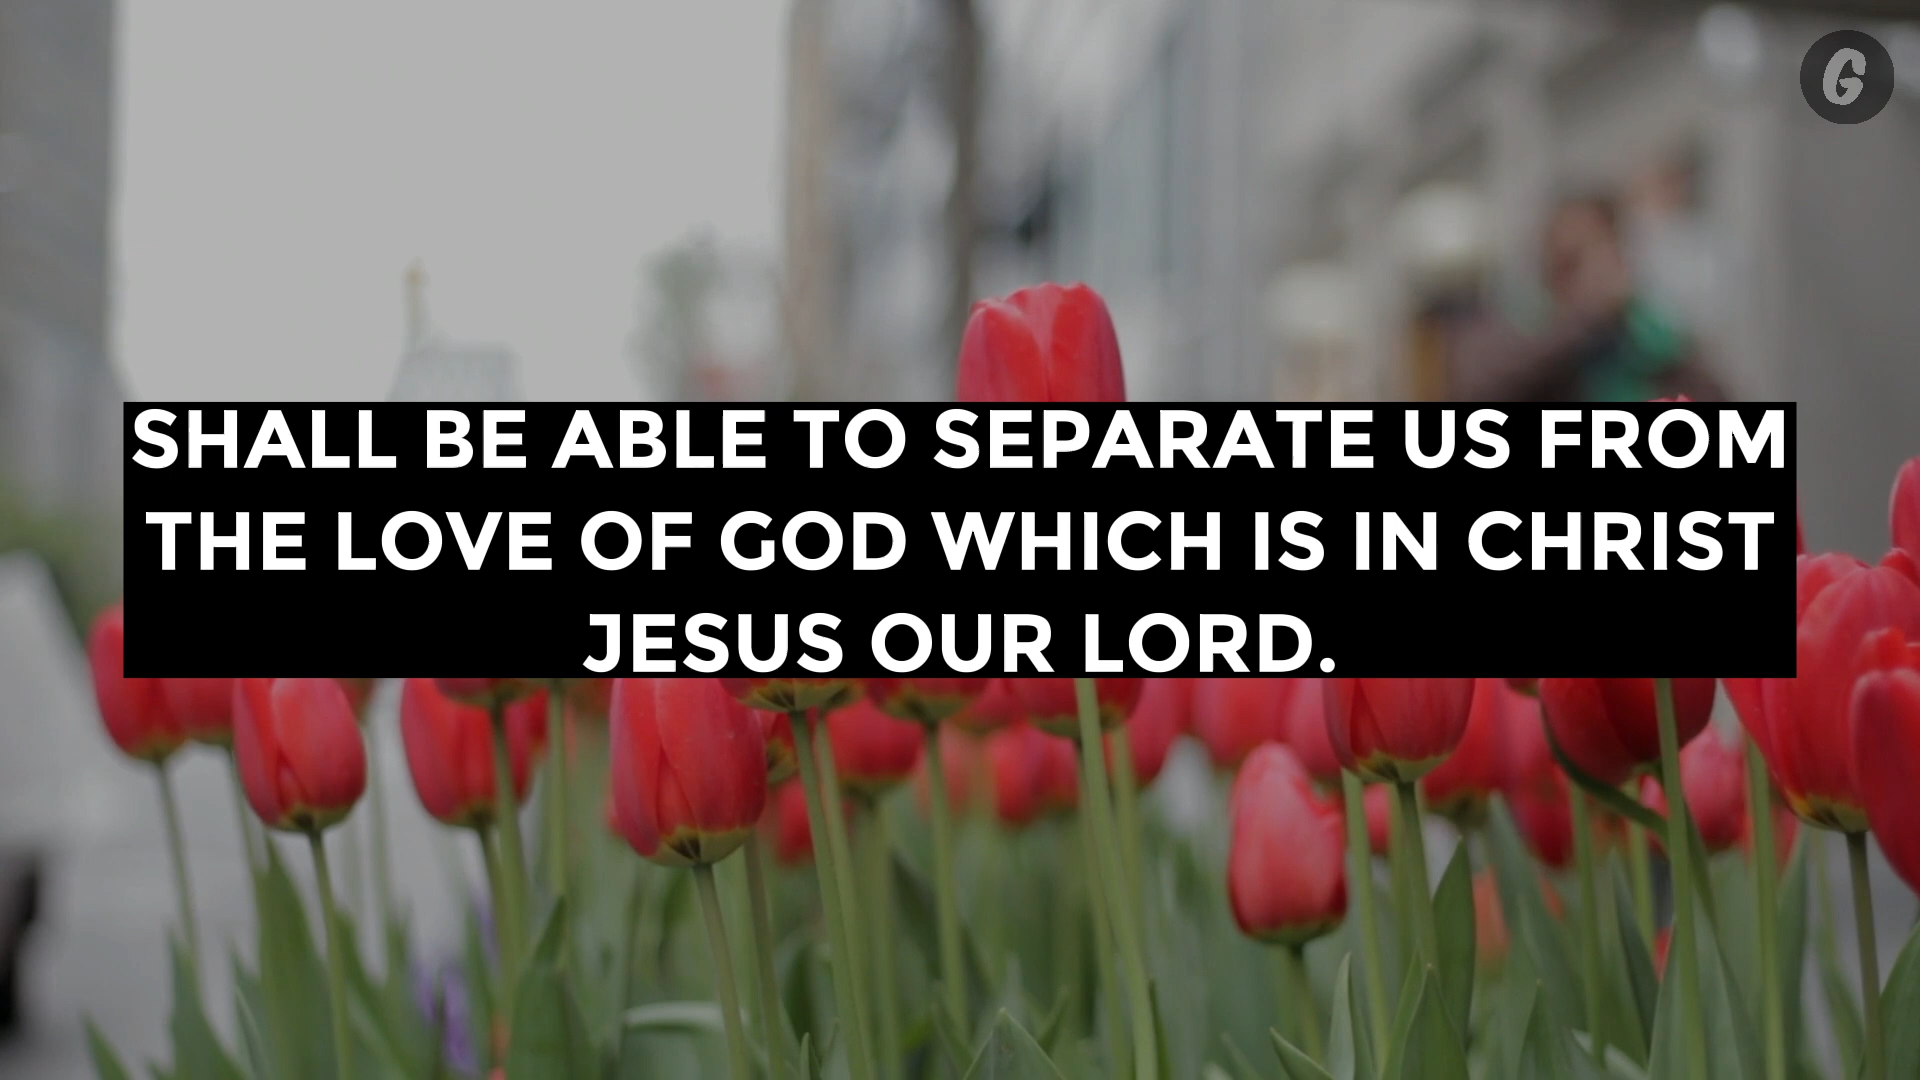 G
SHALL BE ABLE TO SEPARATE US FROM
THE LOVE OF GOD WHICH IS IN CHRIST
JESUS OUR LORD.